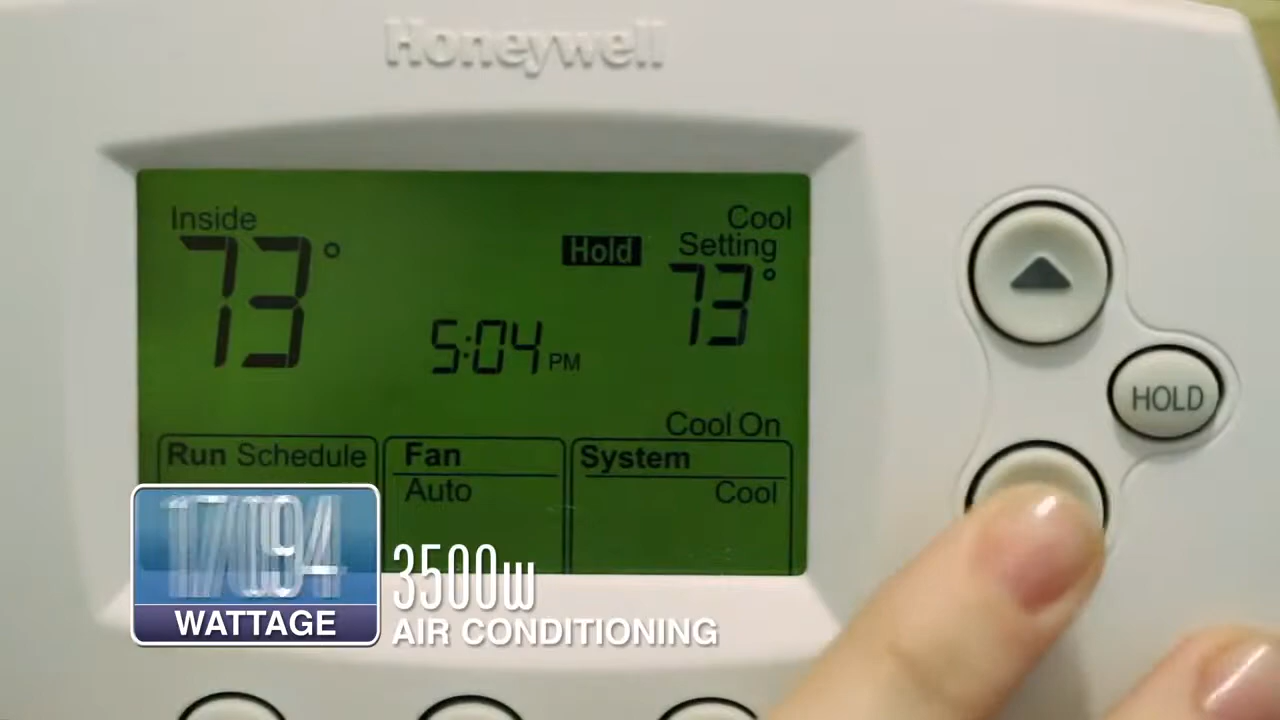 Honeywell
Inside
73°
Hold
Cool
Setting
73°
5:04 PM
Cool On
Run Schedule
Fan
Auto
System
Cool
HOLD
WATTAGE
3500w
AIR CONDITIONING